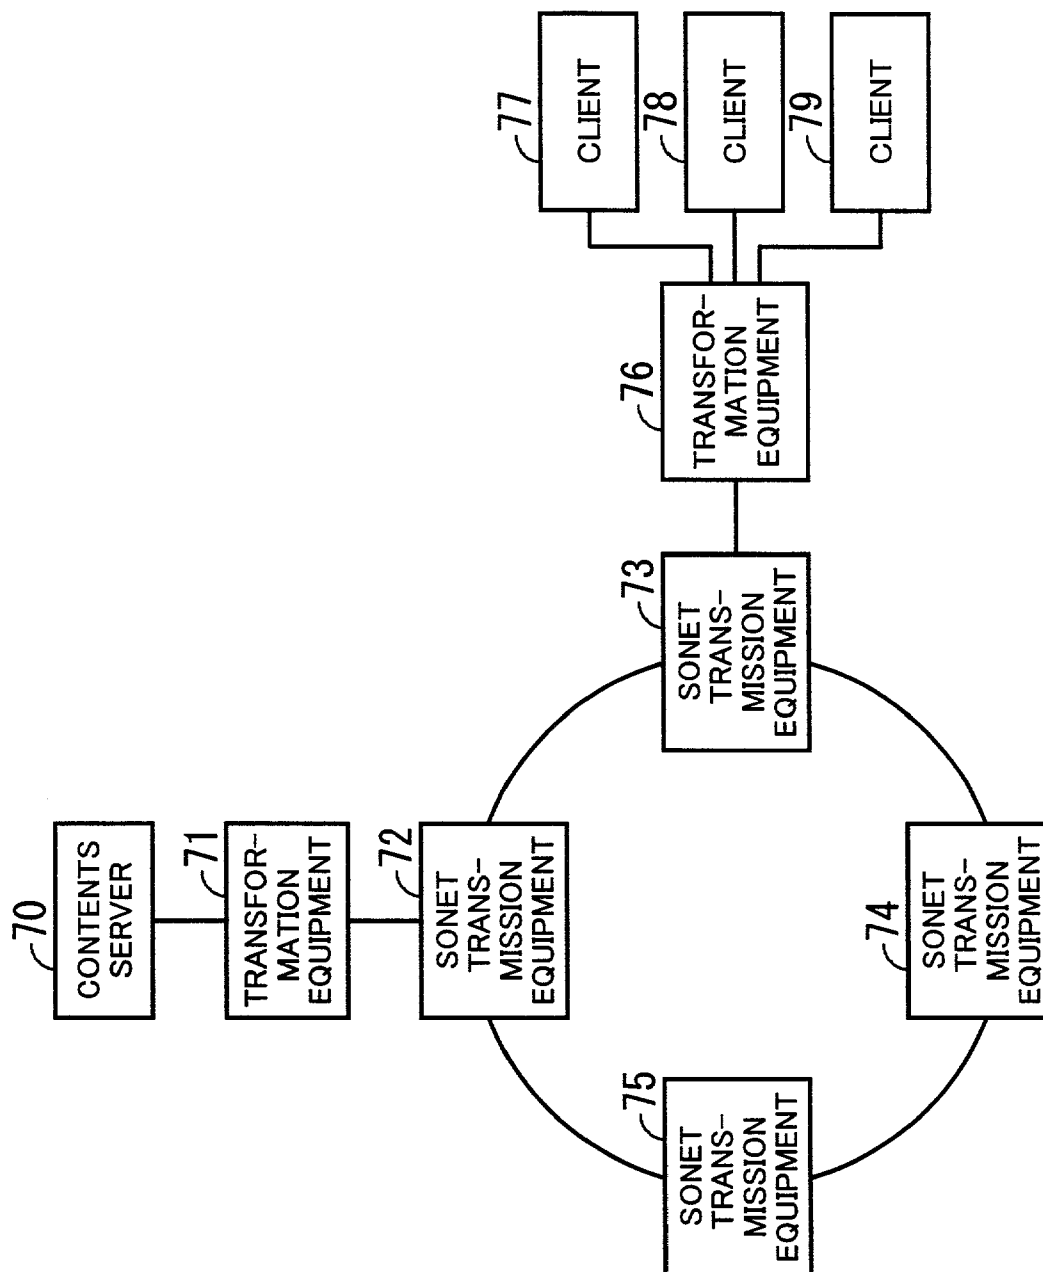 70
CONTENTS
SERVER
71
TRANSFOR-
MATION
EQUIPMENT
72
SONET
TRANS-
MISSION
EQUIPMENT
75
SONET
TRANS-
MISSION
EQUIPMENT
74
SONET
TRANS-
MISSION
EQUIPMENT
73
SONET
TRANS-
MISSION
EQUIPMENT
76
TRANSFOR-
MATION
EQUIPMENT
77
CLIENT
78
CLIENT
79
CLIENT